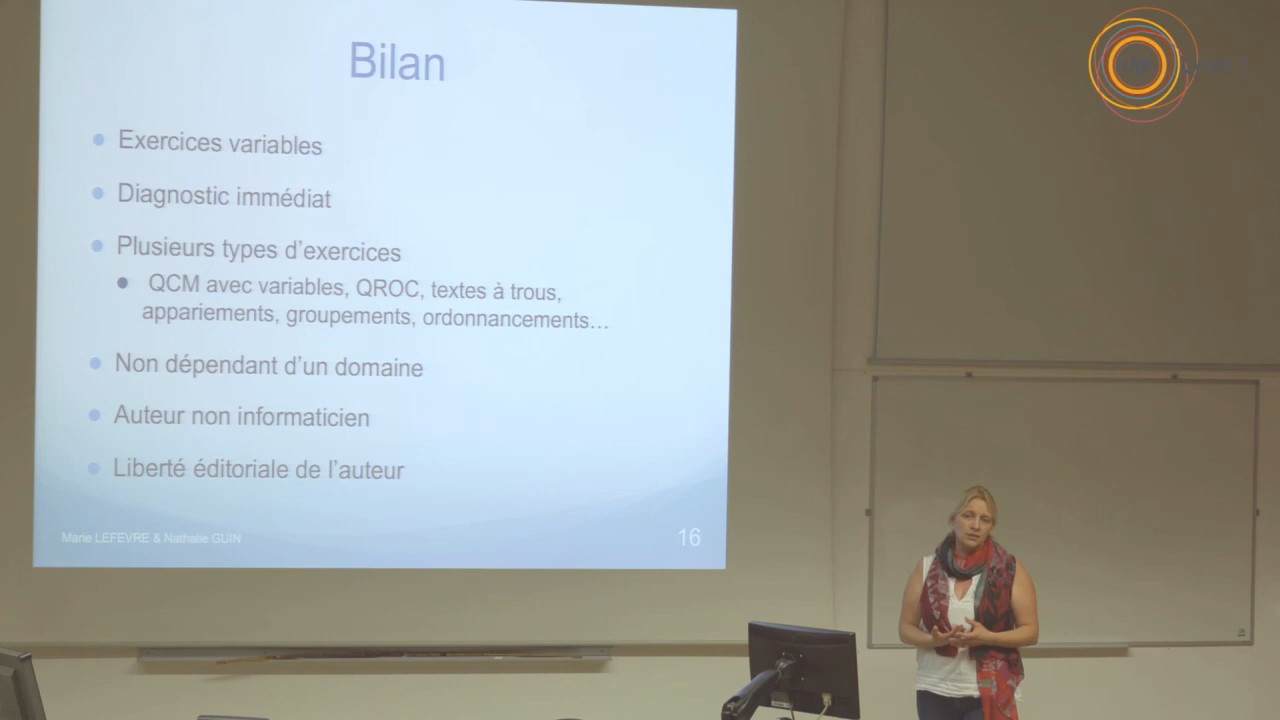 Bilan
Exercices variables
Diagnostic immédiat
Plusieurs types d'exercices
QCM avec variables, QROC, textes à trous,
appariements, groupements, ordonnancements…
Non dépendant d'un domaine
Auteur non informaticien
Liberté éditoriale de l'auteur
Marie LEFEVRE & Nathalie GUIN
16